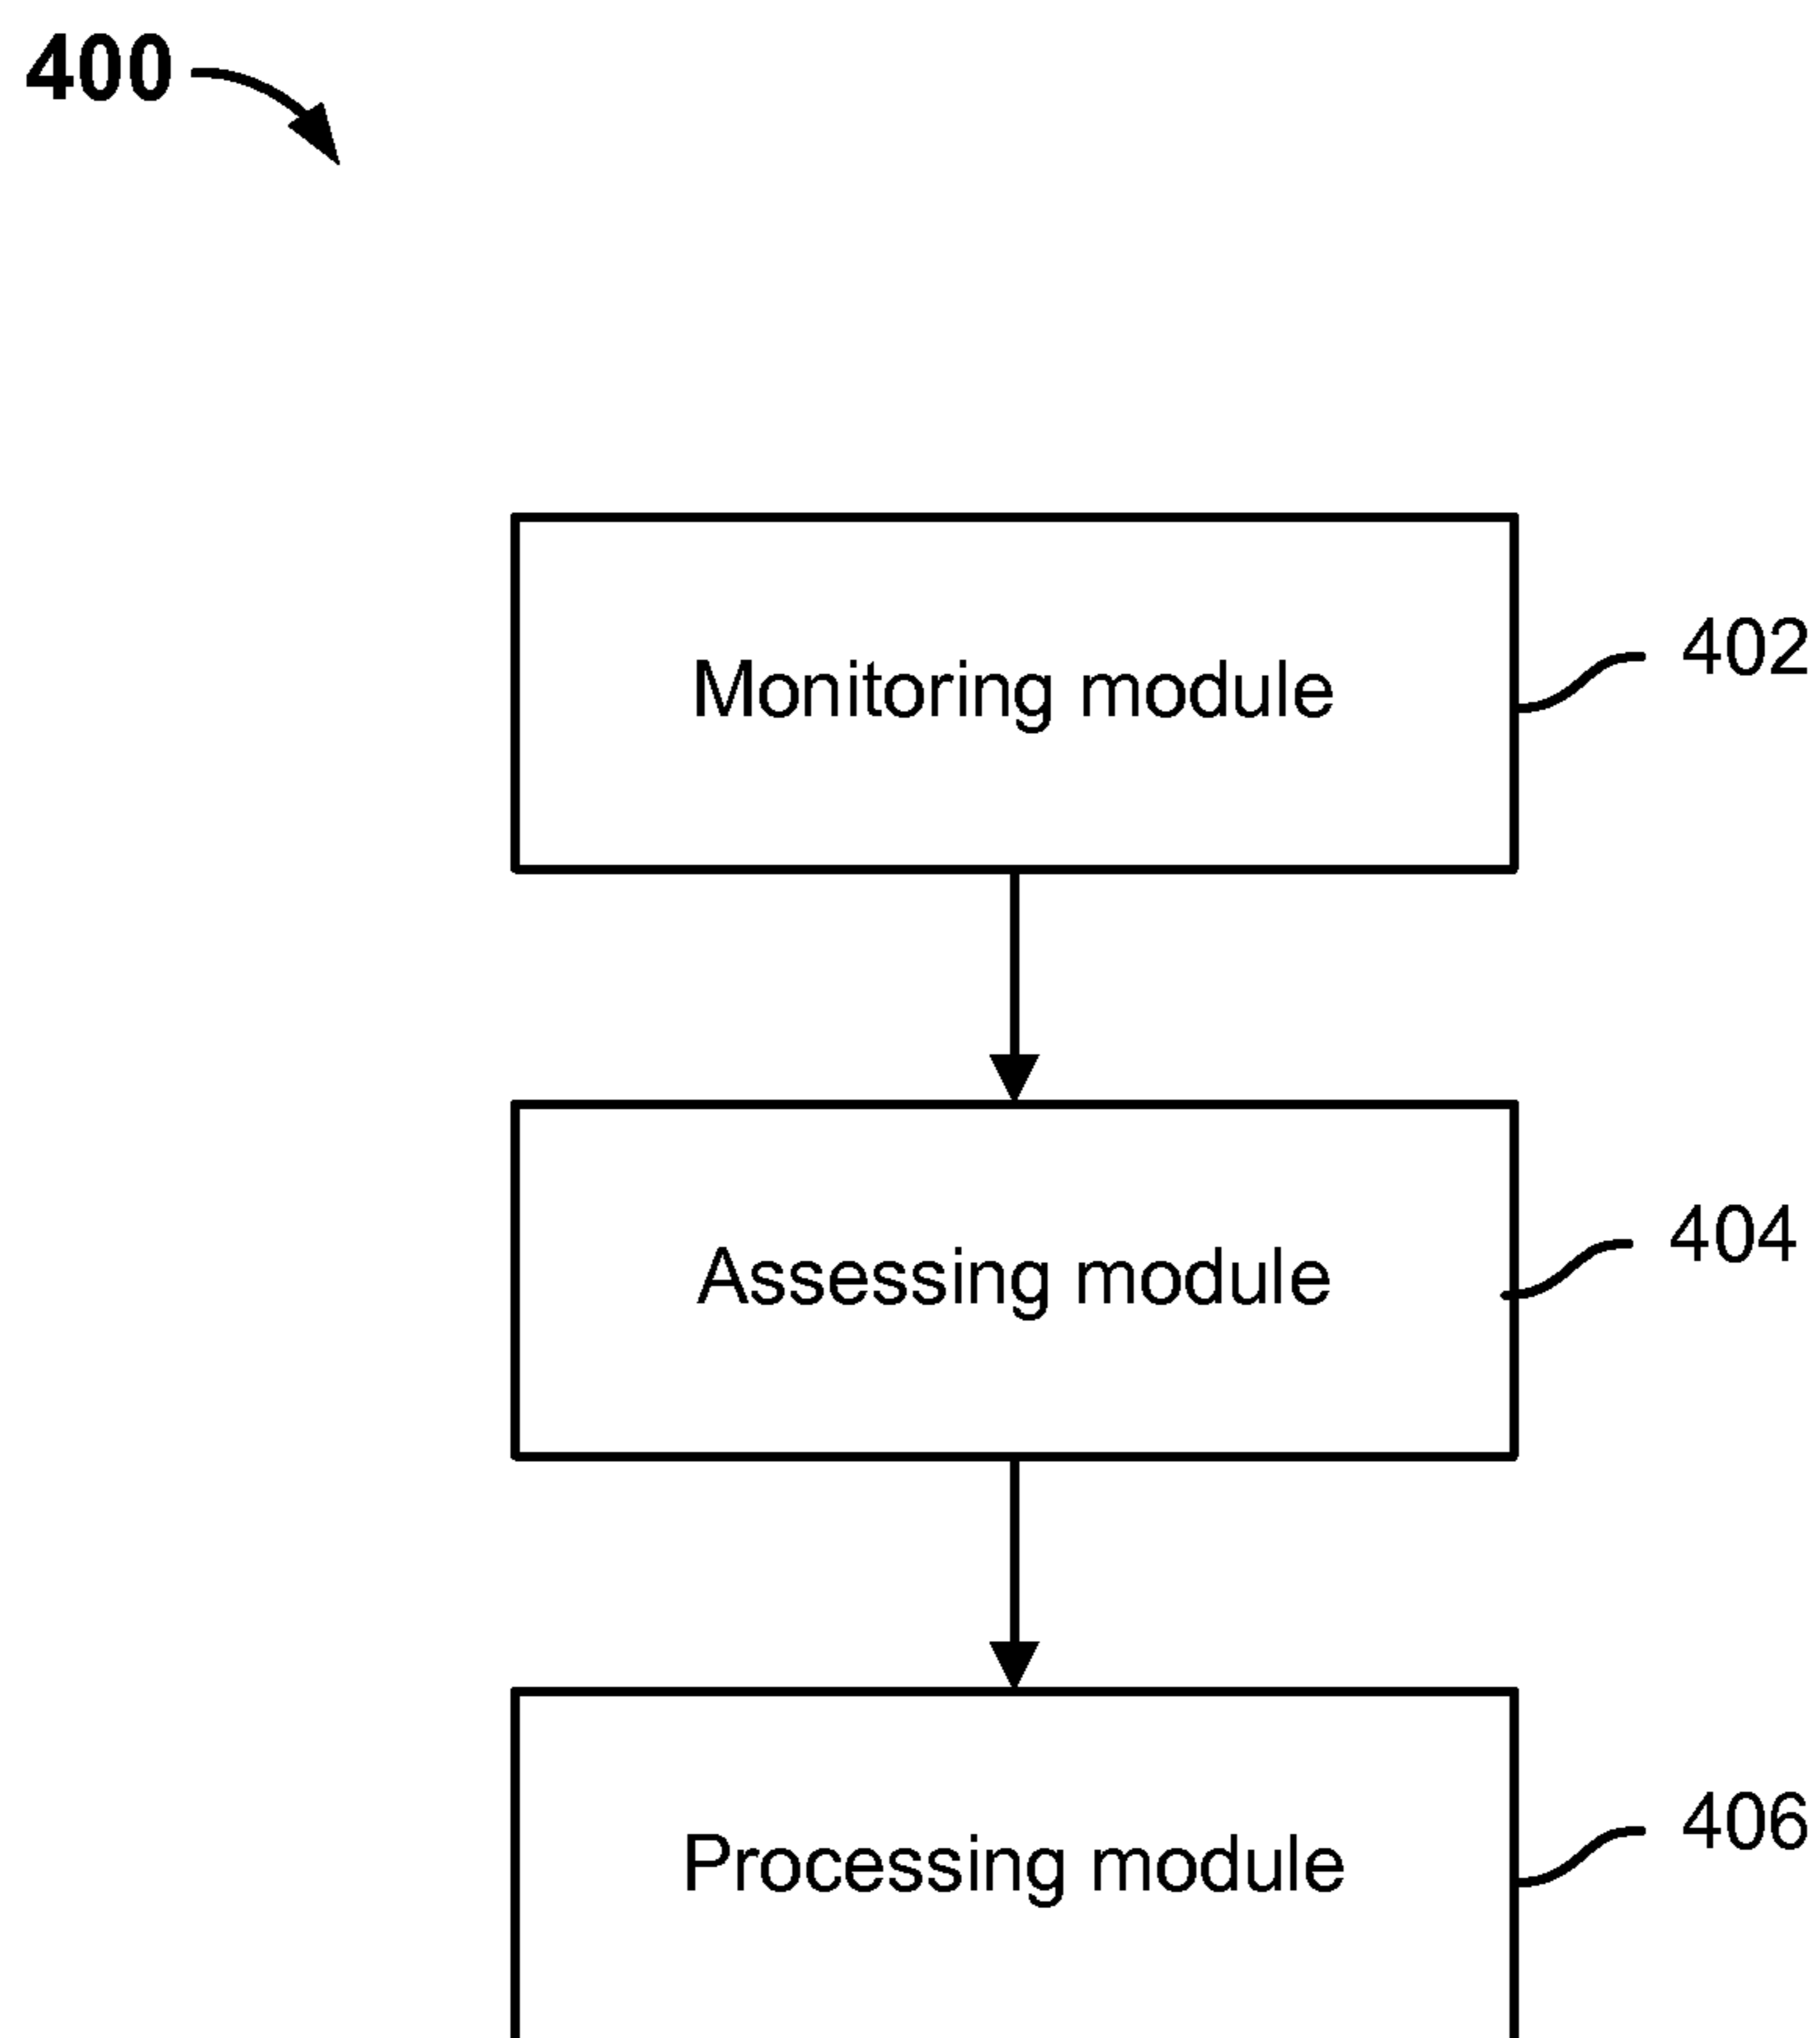 400
Monitoring module
402
Assessing module
404
Processing module
406